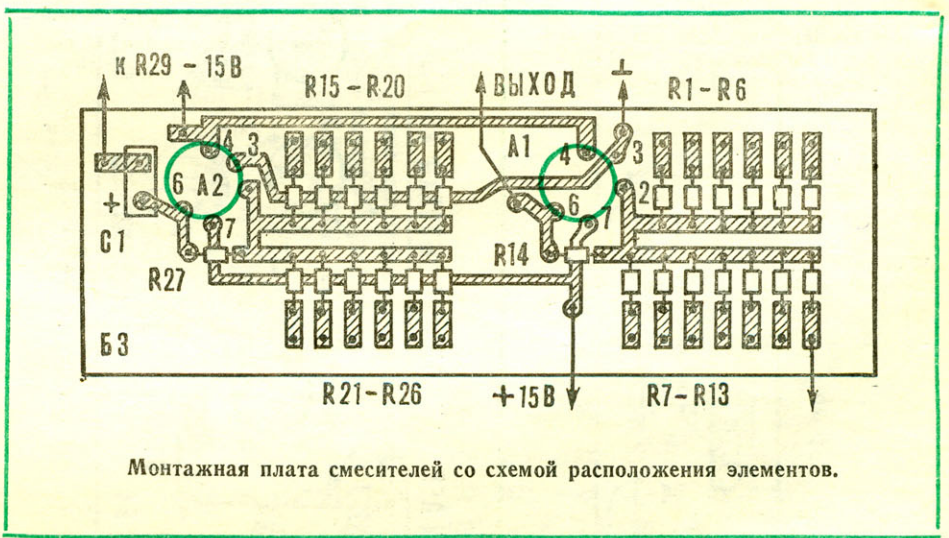 к R29 -15В
R15-R20
ВЫХОД
⊥
R1-R6
4
3
А1
4
3
6
А2
2
+
6
7
7
С1
R27
R14
Б3
R21-R26
+15В
R7-R13
Монтажная плата смесителей со схемой расположения элементов.